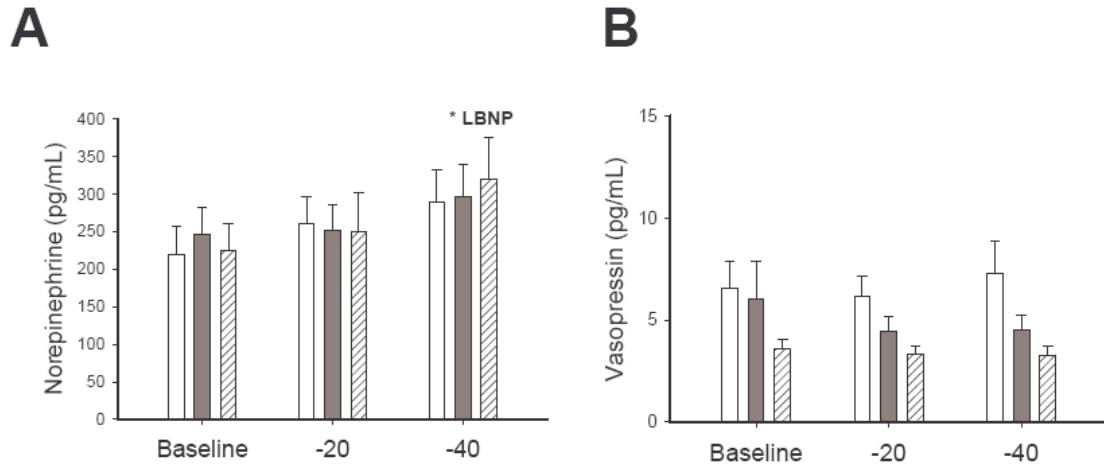 A
B
* LBNP
Norepinephrine (pg/mL)
400
350
300
250
200
150
100
50
0
Baseline
-20
-40
Vasopressin (pg/mL)
15
10
5
0
Baseline
-20
-40